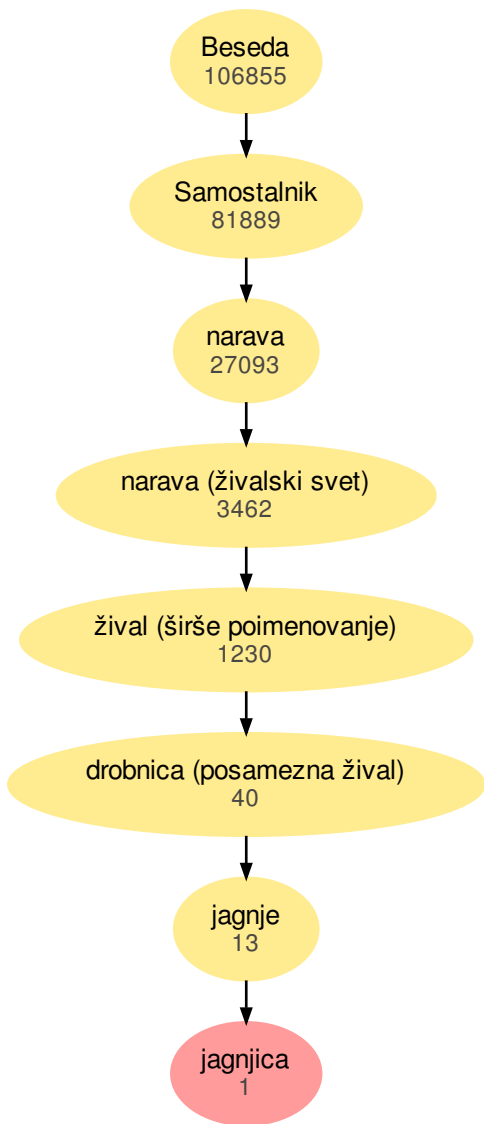 Beseda
106855
Samostalnik
81889
narava
27093
narava (živalski svet)
3462
žival (širše poimenovanje)
1230
drobnica (posamezna žival)
40
jagnje
13
jagnjica
1